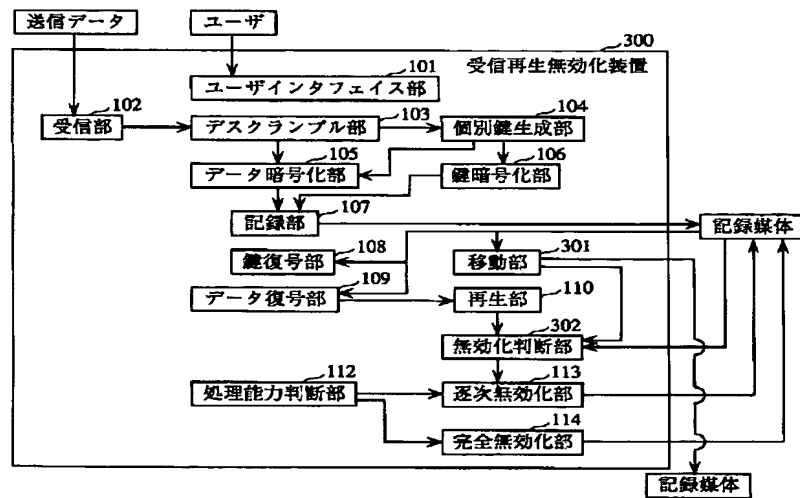 送信データ
ユーザ
300
受信再生無効化装置
101
ユーザインタフェイス部
102
受信部
103
デスクランブル部
104
個別鍵生成部
105
データ暗号化部
106
鍵暗号化部
107
記録部
記録媒体
108
鍵復号部
301
移動部
109
データ復号部
110
再生部
302
無効化判断部
112
処理能力判断部
113
逐次無効化部
114
完全無効化部
記録媒体